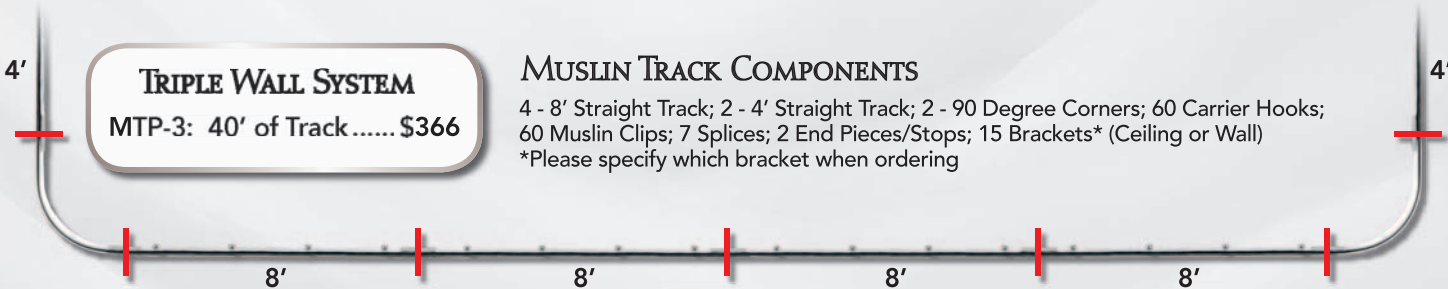 4′
TRIPLE WALL SYSTEM
MTP-3: 40′ of Track ...... $366
MUSLIN TRACK COMPONENTS
4 - 8′ Straight Track; 2 - 4′ Straight Track; 2 - 90 Degree Corners; 60 Carrier Hooks;
60 Muslin Clips; 7 Splices; 2 End Pieces/Stops; 15 Brackets* (Ceiling or Wall)
*Please specify which bracket when ordering
4′
8′
8′
8′
8′